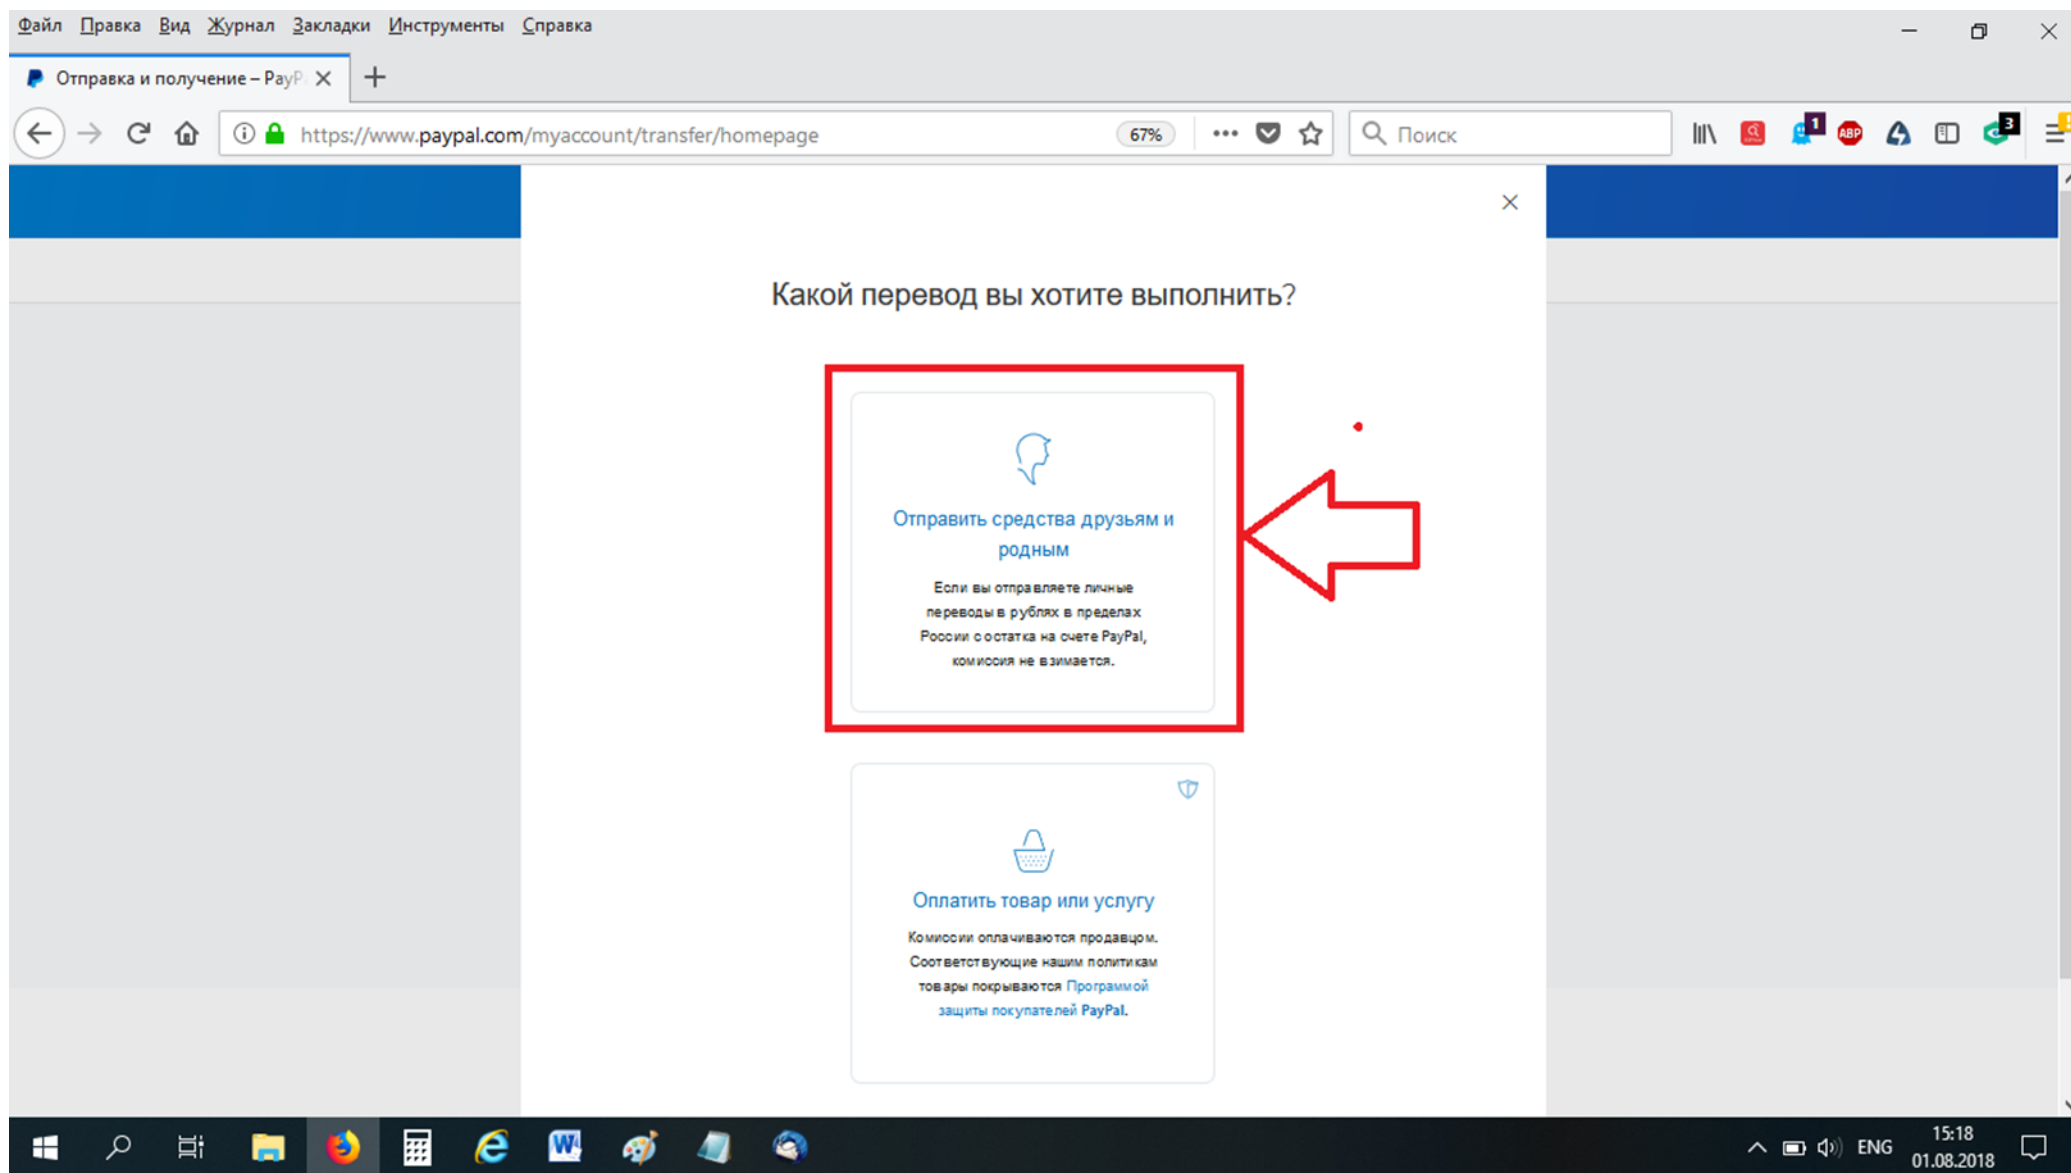 Файл Правка Вид Журнал Закладки Инструменты Справка
Отправка и получение – PayP
https://www.paypal.com/myaccount/transfer/homepage
67%
Поиск
1
ABP
3
Какой перевод вы хотите выполнить?
Отправить средства друзьям и
родным
Если вы отправляете личные
переводы в рублях в пределах
России с остатка на счете PayPal,
комиссия не взимается.
Оплатить товар или услугу
Комиссии оплачиваются продавцом.
Соответствующие нашим политикам
товары покрываются Программой
защиты покупателей PayPal.
ENG
15:18
01.08.2018